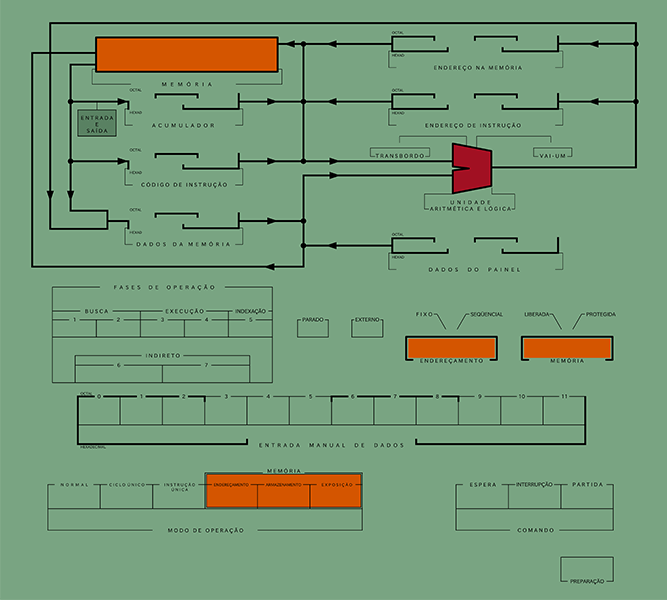 OCTAL
HEXAD
MEMÓRIA
ENDEREÇO NA MEMÓRIA
OCTAL
HEXAD
ACUMULADOR
OCTAL
HEXAD
ENDEREÇO DE INSTRUÇÃO
ENTRADA
E
SAÍDA
TRANSBORDO
VAI-UM
OCTAL
HEXAD
CÓDIGO DE INSTRUÇÃO
UNIDADE
ARITMÉTICA E LÓGICA
OCTAL
HEXAD
DADOS DA MEMÓRIA
OCTAL
HEXAD
DADOS DO PAINEL
FASES DE OPERAÇÃO
BUSCA EXECUÇÃO INDEXAÇÃO
1 2 3 4 5
INDIRETO
6 7
PARADO
EXTERNO
FIXO SEQÜENCIAL
ENDEREÇAMENTO
LIBERADA PROTEGIDA
MEMÓRIA
OCTAL
0 1 2 3 4 5 6 7 8 9 10 11
HEXADECIMAL
ENTRADA MANUAL DE DADOS
MEMÓRIA
NORMAL CICLO ÚNICO INSTRUÇÃO
ÚNICA
ENDEREÇAMENTO ARMAZENAMENTO EXPOSIÇÃO
MODO DE OPERAÇÃO
ESPERA INTERRUPÇÃO PARTIDA
COMANDO
PREPARAÇÃO